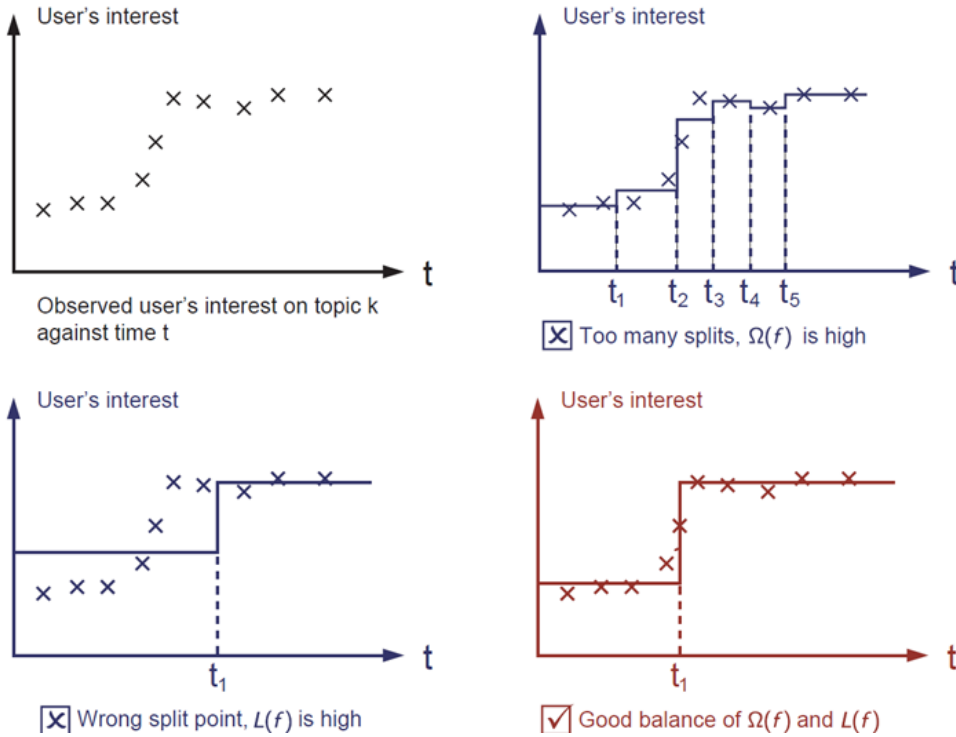 User's interest
t
Observed user's interest on topic k
against time t
User's interest
t
t₁ t₂ t₃ t₄ t₅
Too many splits, Ω(f) is high
User's interest
t
t₁
Wrong split point, L(f) is high
User's interest
t
t₁
Good balance of Ω(f) and L(f)